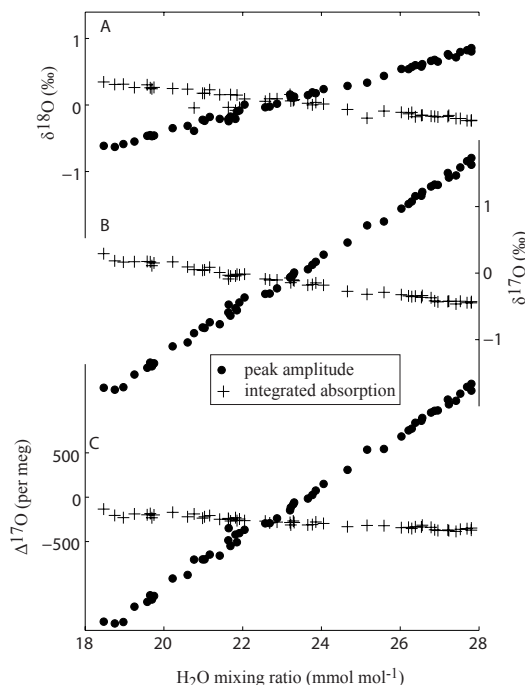 A
δ¹⁸O (‰)
1
0
−1
B
1
0
−1
δ¹⁷O (‰)
peak amplitude
integrated absorption
C
Δ¹⁷O (per meg)
500
0
−500
18 20 22 24 26 28
H₂O mixing ratio (mmol mol⁻¹)